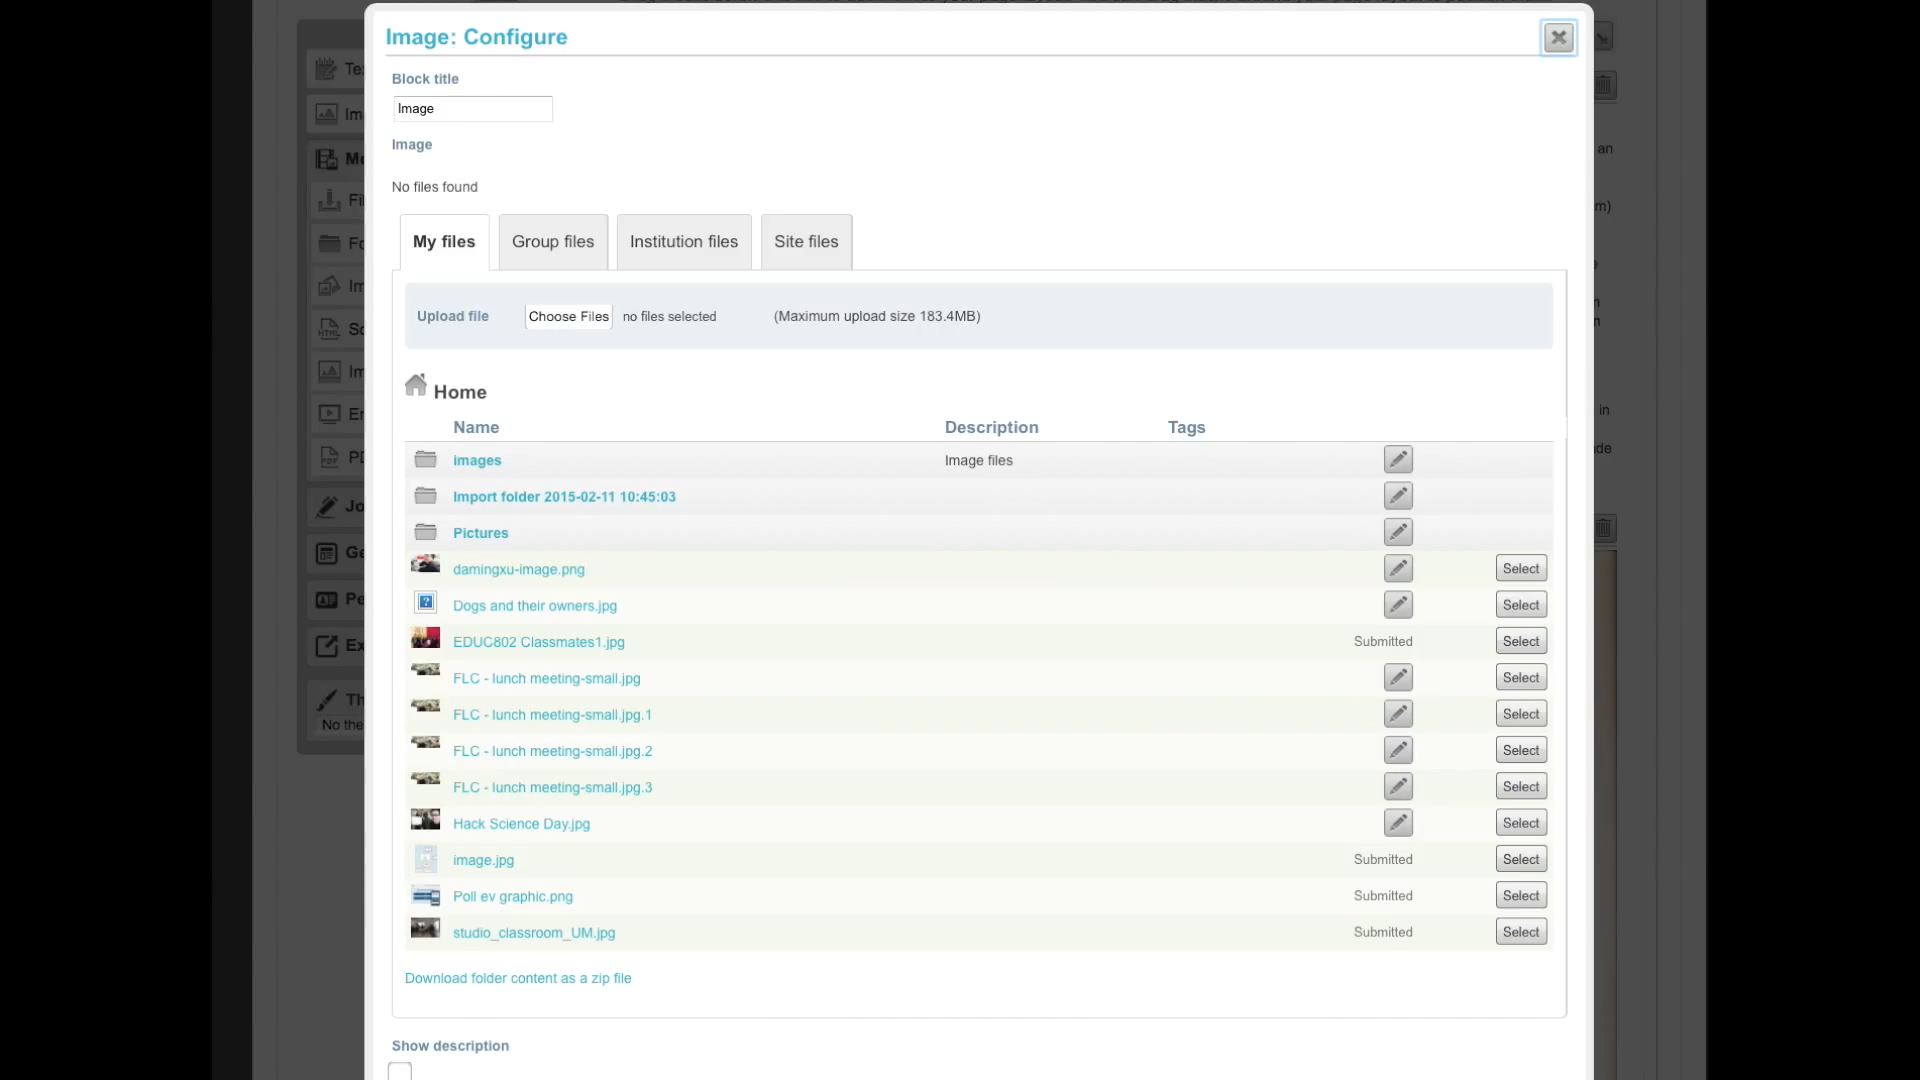 Image: Configure
Block title
Image
Image
No files found
My files
Group files
Institution files
Site files
Upload file
Choose Files no files selected
(Maximum upload size 183.4MB)
Home
Name Description Tags
images Image files
Import folder 2015-02-11 10:45:03
Pictures
damingxu-image.png Select
Dogs and their owners.jpg Select
EDUC802 Classmates1.jpg Submitted Select
FLC - lunch meeting-small.jpg Select
FLC - lunch meeting-small.jpg.1 Select
FLC - lunch meeting-small.jpg.2 Select
FLC - lunch meeting-small.jpg.3 Select
Hack Science Day.jpg Select
image.jpg Submitted Select
Poll ev graphic.png Submitted Select
studio_classroom_UM.jpg Submitted Select
Download folder content as a zip file
Show description
No the
an
in